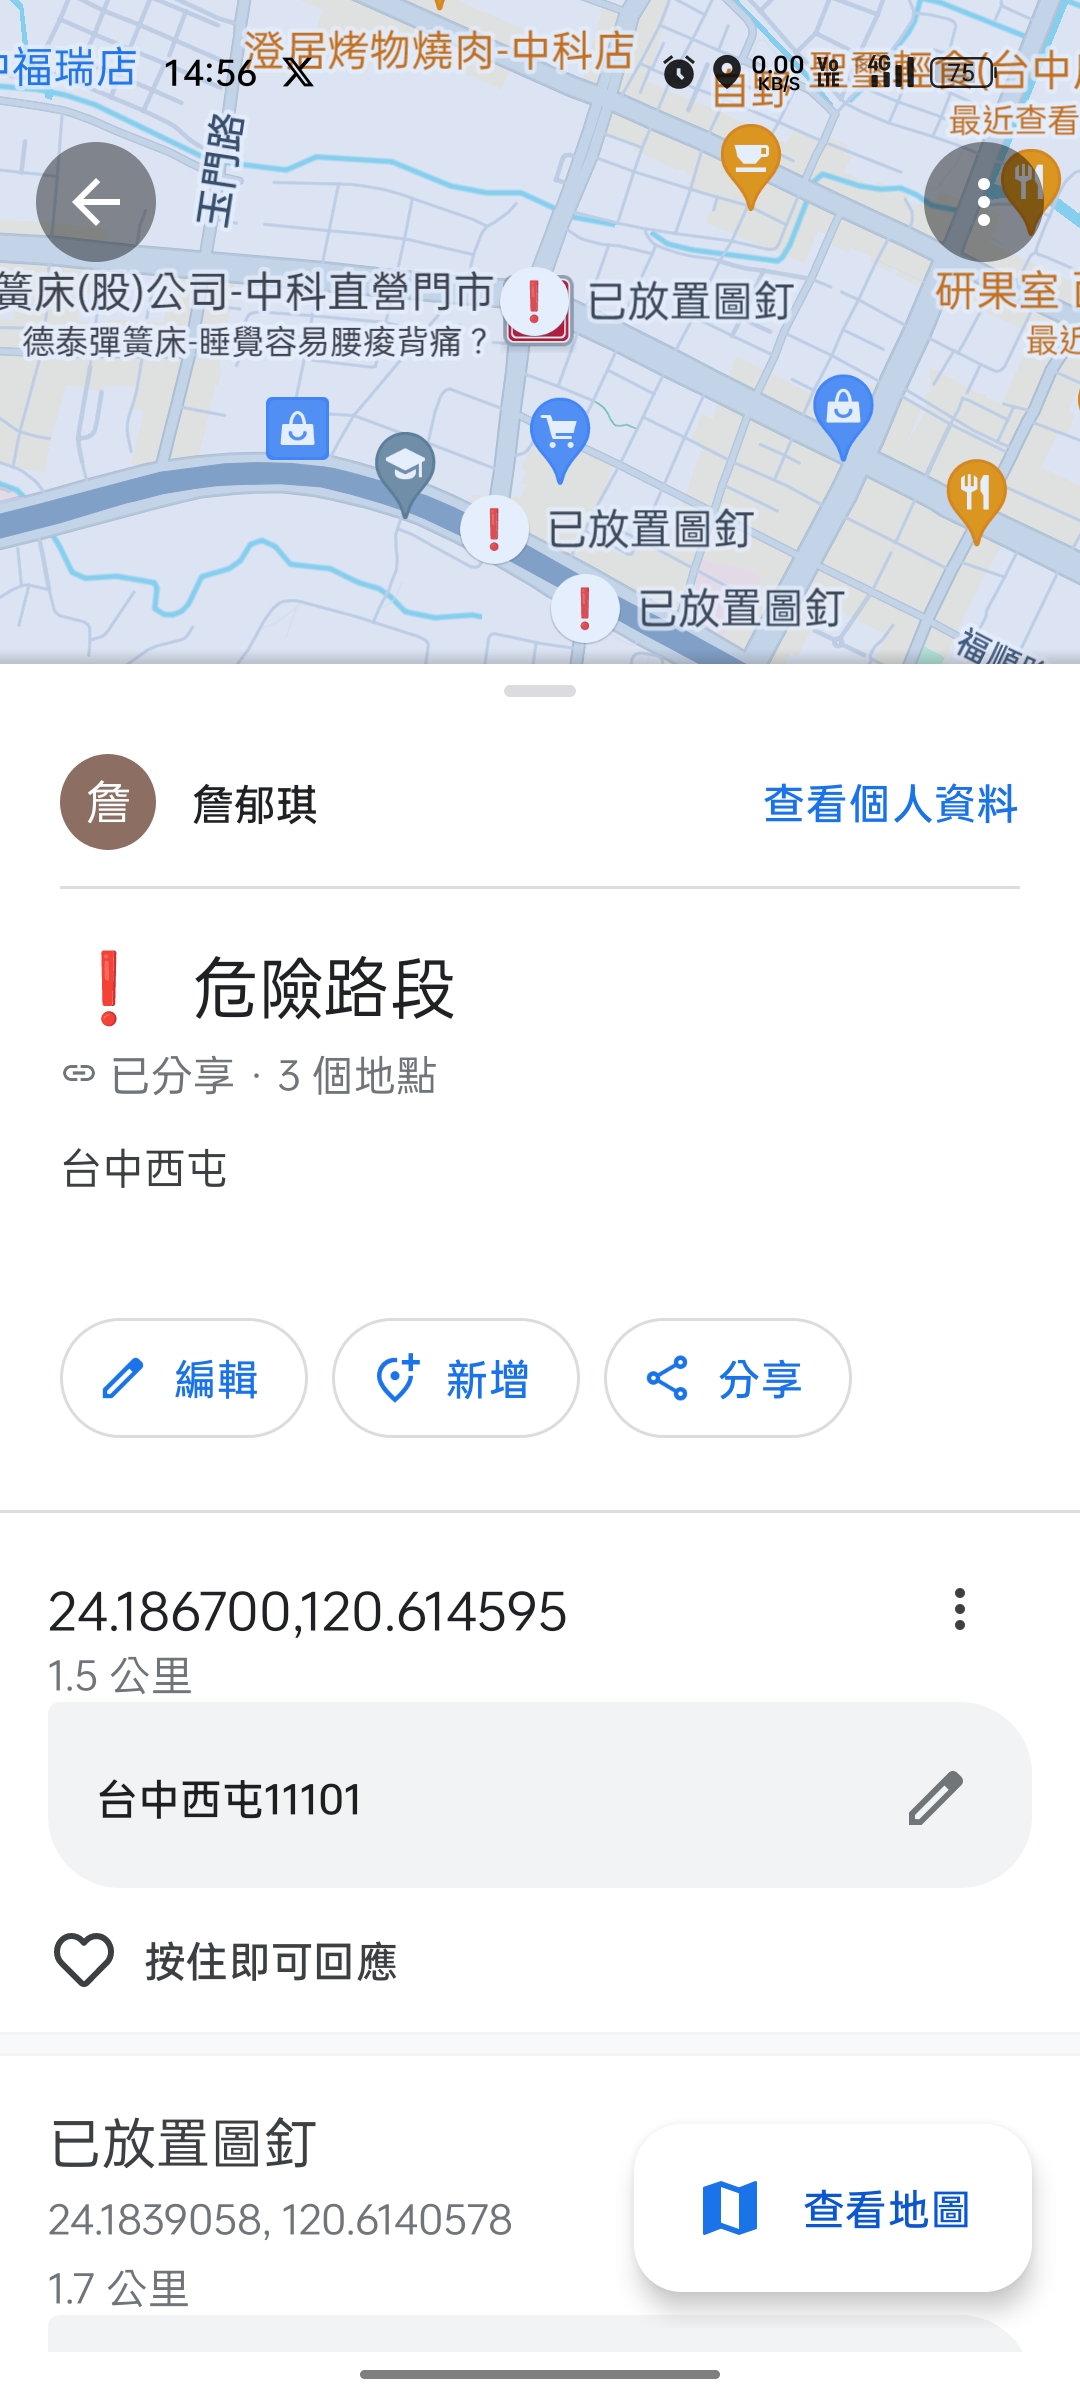 中福瑞店
澄居烤物燒肉-中科店
14:56
0.00
KB/S
Vo
LTE
4G
75
最近查看
玉門路
簧床(股)公司-中科直營門市
德泰彈簧床-睡覺容易腰痠背痛？
已放置圖釘
研果室
最近
已放置圖釘
已放置圖釘
福順路
詹
詹郁琪
查看個人資料
❗ 危險路段
已分享 · 3 個地點
台中西屯
編輯
新增
分享
24.186700,120.614595
1.5 公里
台中西屯11101
按住即可回應
已放置圖釘
24.1839058, 120.6140578
1.7 公里
查看地圖